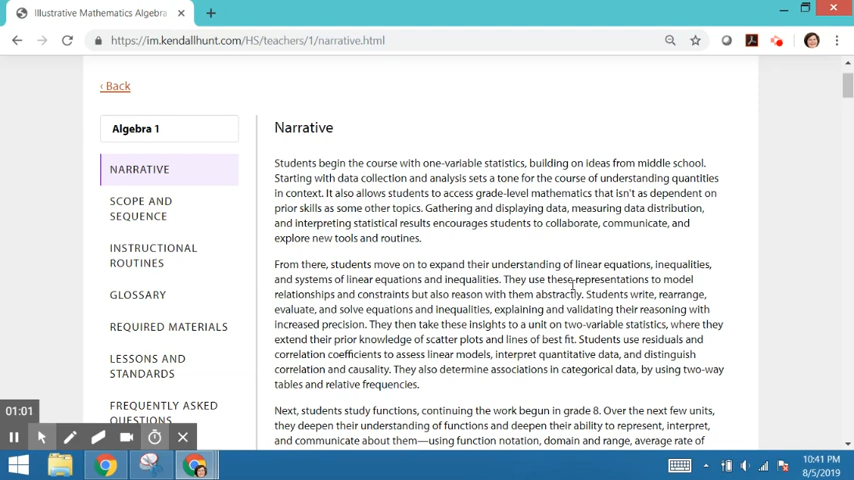 Illustrative Mathematics Algebra
https://im.kendallhunt.com/HS/teachers/1/narrative.html
‹ Back
Algebra 1
NARRATIVE
SCOPE AND
SEQUENCE
INSTRUCTIONAL
ROUTINES
GLOSSARY
REQUIRED MATERIALS
LESSONS AND
STANDARDS
FREQUENTLY ASKED
QUESTIONS
Narrative
Students begin the course with one-variable statistics, building on ideas from middle school.
Starting with data collection and analysis sets a tone for the course of understanding quantities
in context. It also allows students to access grade-level mathematics that isn't as dependent on
prior skills as some other topics. Gathering and displaying data, measuring data distribution,
and interpreting statistical results encourages students to collaborate, communicate, and
explore new tools and routines.
From there, students move on to expand their understanding of linear equations, inequalities,
and systems of linear equations and inequalities. They use these representations to model
relationships and constraints but also reason with them abstractly. Students write, rearrange,
evaluate, and solve equations and inequalities, explaining and validating their reasoning with
increased precision. They then take these insights to a unit on two-variable statistics, where they
extend their prior knowledge of scatter plots and lines of best fit. Students use residuals and
correlation coefficients to assess linear models, interpret quantitative data, and distinguish
correlation and causality. They also determine associations in categorical data, by using two-way
tables and relative frequencies.
Next, students study functions, continuing the work begun in grade 8. Over the next few units,
they deepen their understanding of functions and deepen their ability to represent, interpret,
and communicate about them—using function notation, domain and range, average rate of
01:01
10:41 PM
8/5/2019